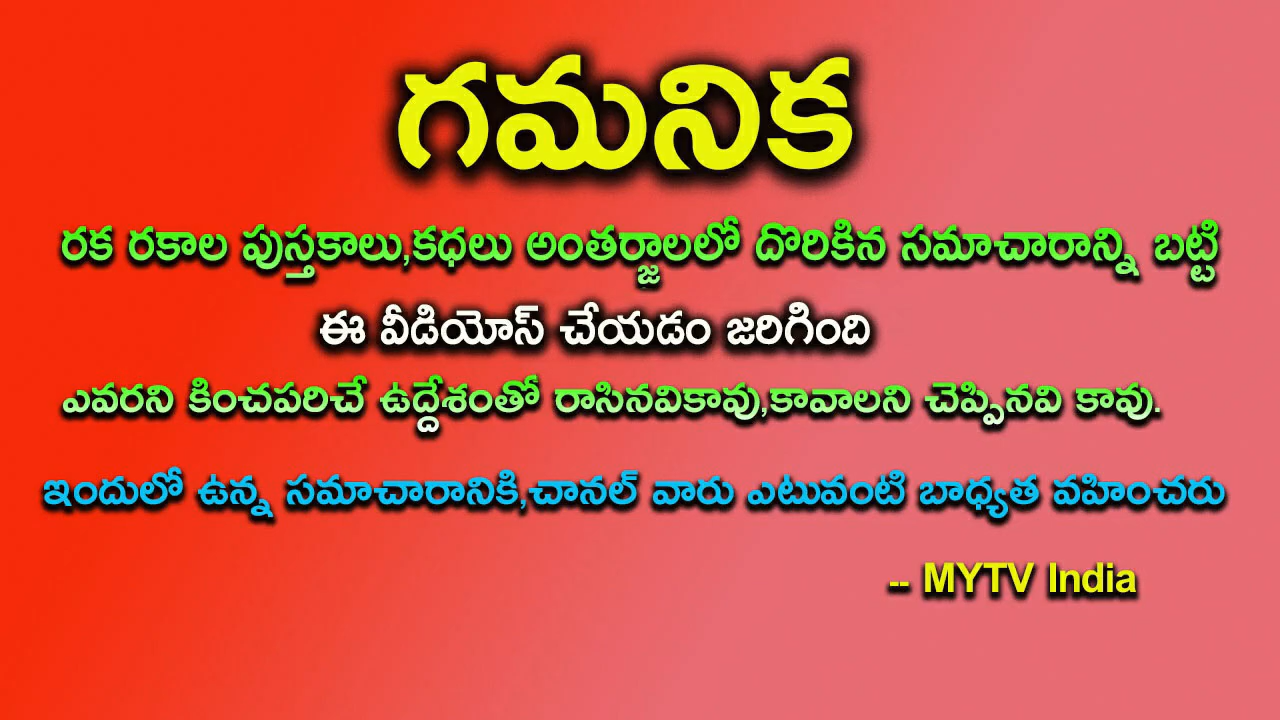 గమనిక
రక రకాల పుస్తకాలు,కధలు అంతర్జాలలో దొరికిన సమాచారాన్ని బట్టి
ఈ వీడియోస్ చేయడం జరిగింది
ఎవరని కించపరిచే ఉద్దేశంతో రాసినవికావు,కావాలని చెప్పినవి కావు.
ఇందులో ఉన్న సమాచారానికి,చానల్ వారు ఎటువంటి బాధ్యత వహించరు
-- MYTV India